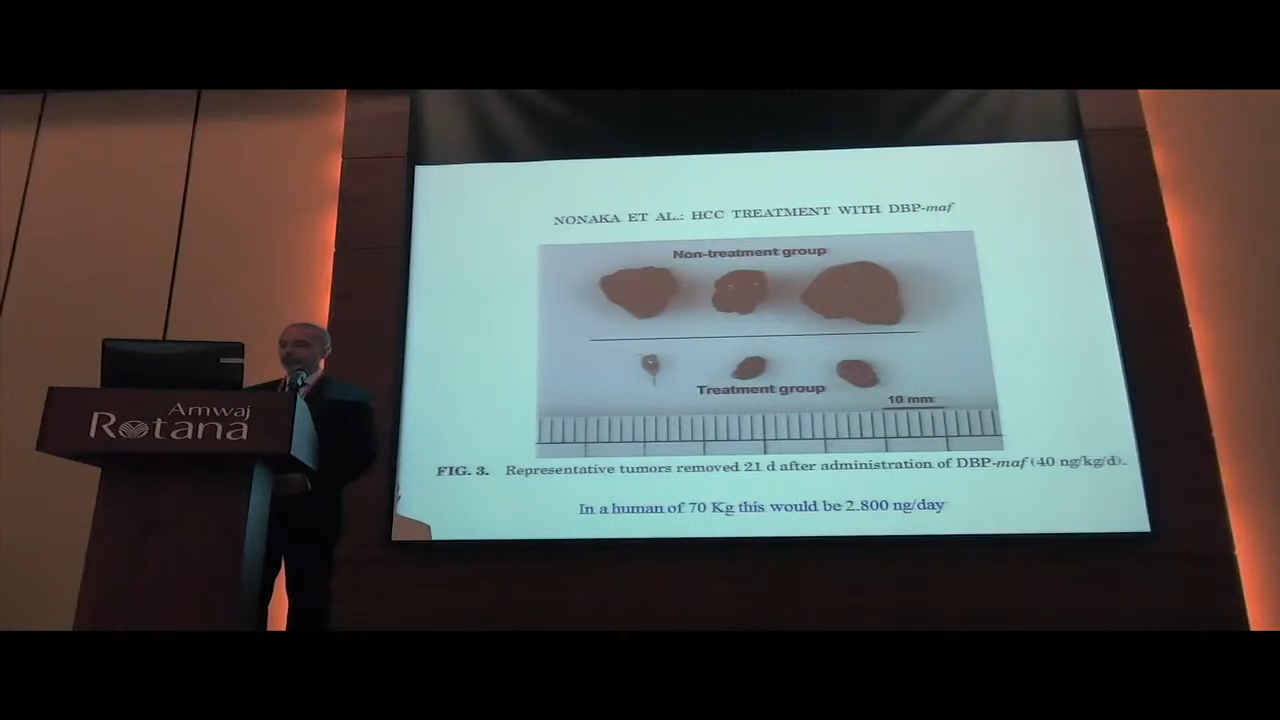 NONAKA ET AL.: HCC TREATMENT WITH DBP-maf
Non-treatment group
Treatment group
10 mm
FIG. 3. Representative tumors removed 21 d after administration of DBP-maf (40 ng/kg/d).
In a human of 70 Kg this would be 2.800 ng/day
Amwaj
Rotana